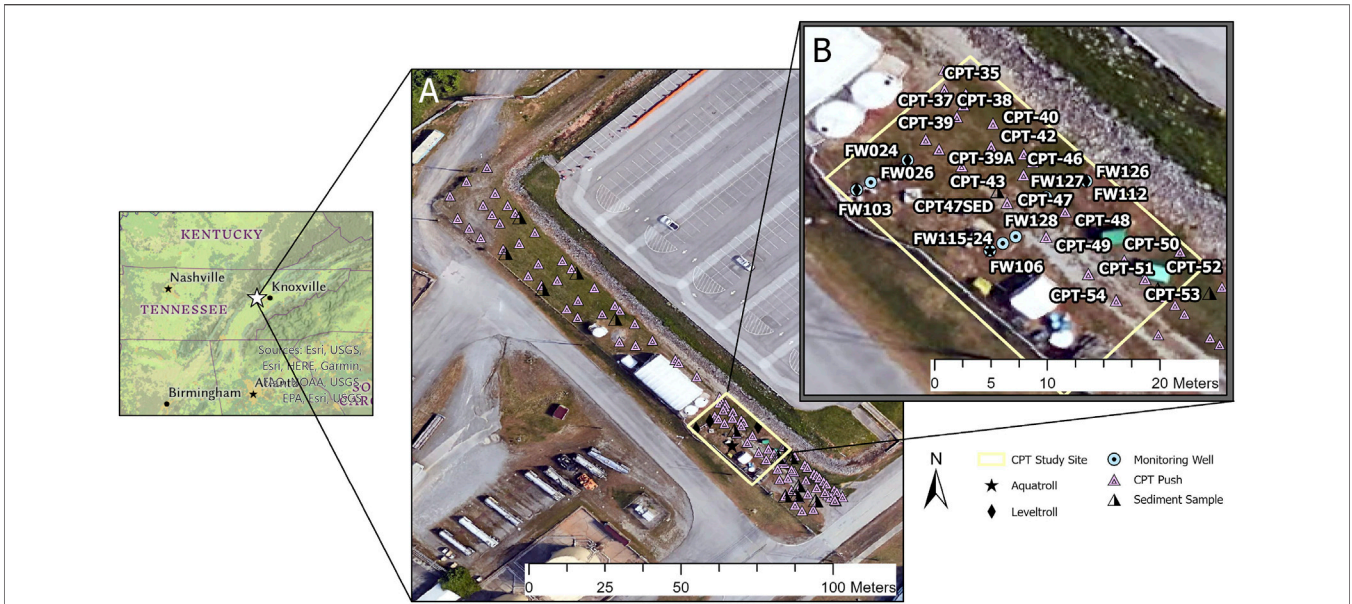 KENTUCKY
Nashville
Knoxville
TENNESSEE
Sources: Esri, USGS,
Esri, HERE, Garmin,
FAO, NOAA, USGS,
EPA, Esri, USGS
Birmingham
Atlanta
A
0 25 50 100 Meters
B
CPT-35
CPT-37
CPT-38
CPT-39
CPT-40
CPT-42
FW024
CPT-39A
CPT-46
FW026
FW126
CPT-43
FW127
FW112
FW103
CPT47SED
CPT-47
FW128
CPT-48
FW115-24
CPT-49
CPT-50
FW106
CPT-51
CPT-52
CPT-54
CPT-53
0 5 10 20 Meters
N
CPT Study Site
Aquatroll
Leveltroll
Monitoring Well
CPT Push
Sediment Sample